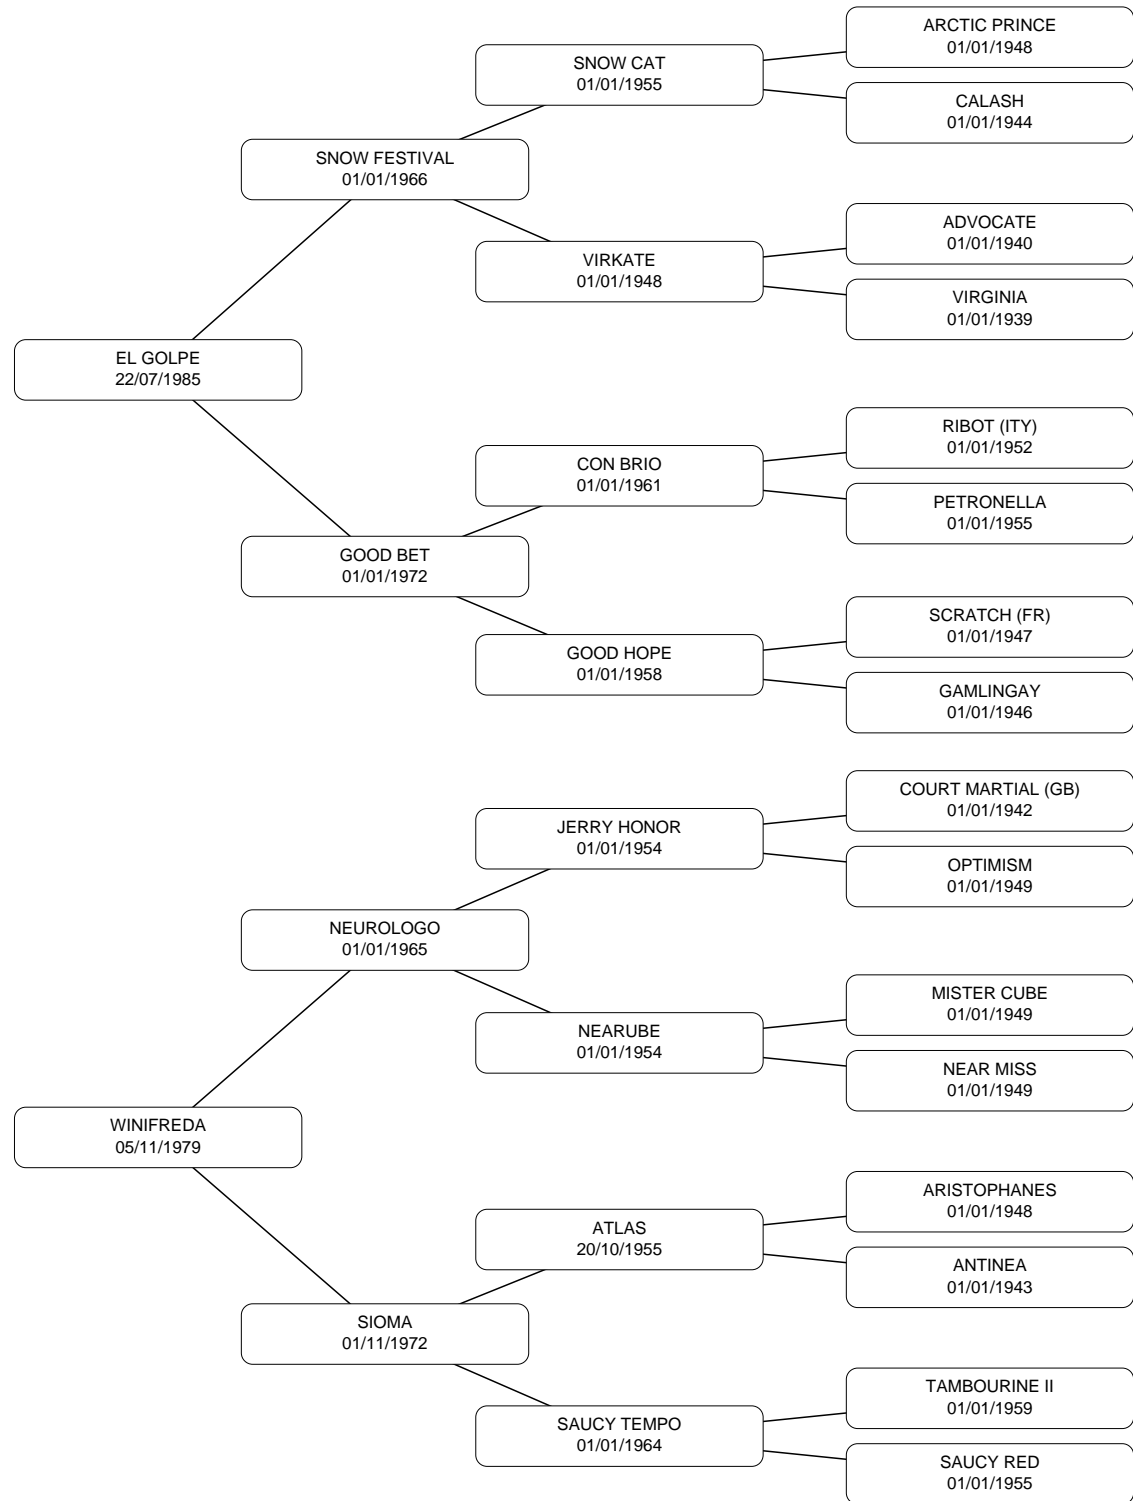 ARCTIC PRINCE
01/01/1948
SNOW CAT
01/01/1955
CALASH
01/01/1944
SNOW FESTIVAL
01/01/1966
ADVOCATE
01/01/1940
VIRKATE
01/01/1948
VIRGINIA
01/01/1939
EL GOLPE
22/07/1985
RIBOT (ITY)
01/01/1952
CON BRIO
01/01/1961
PETRONELLA
01/01/1955
GOOD BET
01/01/1972
SCRATCH (FR)
01/01/1947
GOOD HOPE
01/01/1958
GAMLINGAY
01/01/1946
COURT MARTIAL (GB)
01/01/1942
JERRY HONOR
01/01/1954
OPTIMISM
01/01/1949
NEUROLOGO
01/01/1965
MISTER CUBE
01/01/1949
NEARUBE
01/01/1954
NEAR MISS
01/01/1949
WINIFREDA
05/11/1979
ARISTOPHANES
01/01/1948
ATLAS
20/10/1955
ANTINEA
01/01/1943
SIOMA
01/11/1972
TAMBOURINE II
01/01/1959
SAUCY TEMPO
01/01/1964
SAUCY RED
01/01/1955